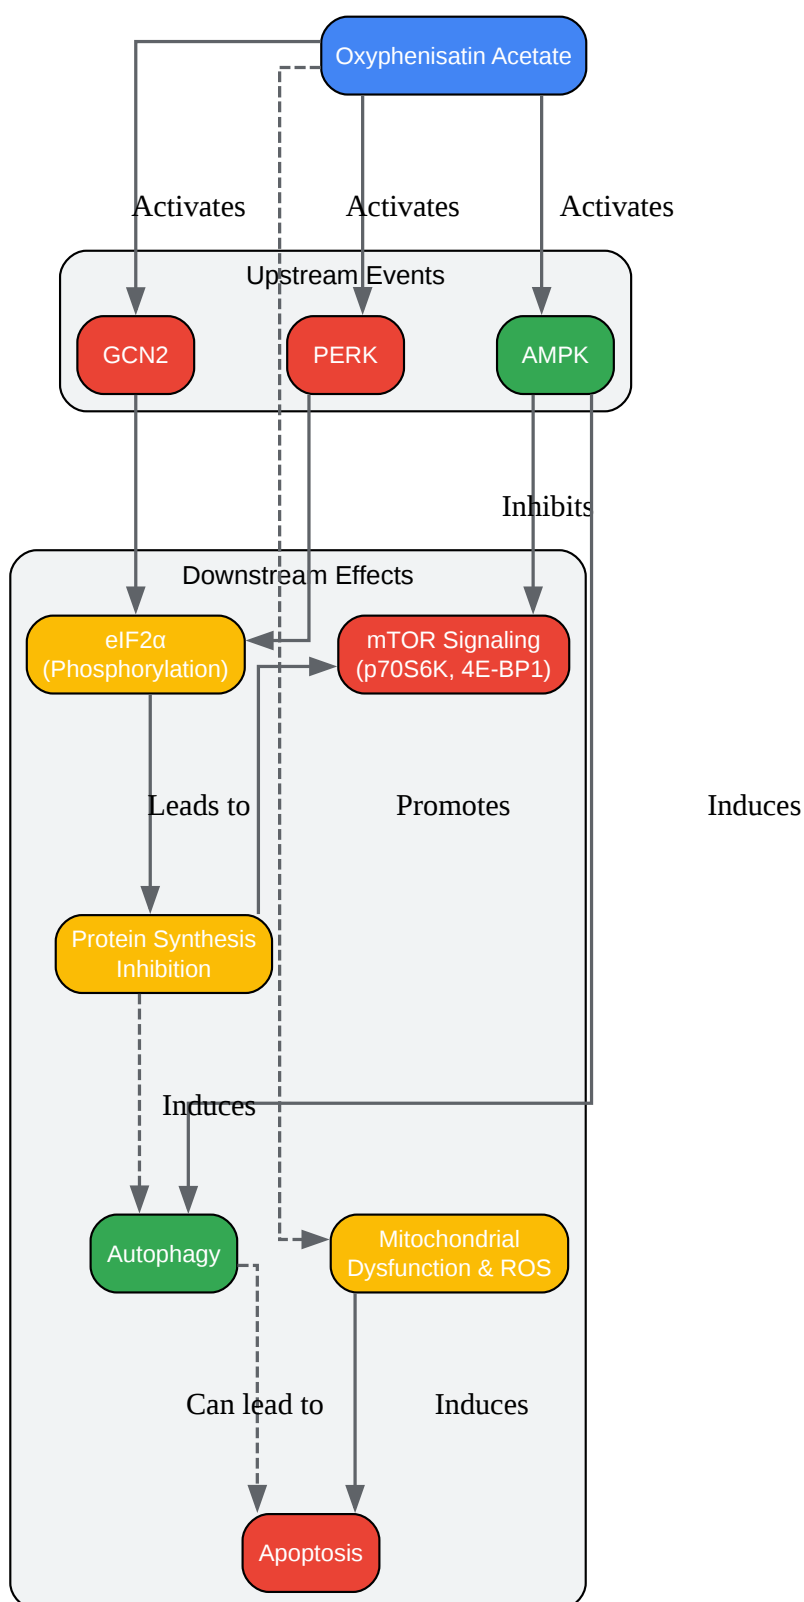 Oxyphenisatin Acetate
Activates
Activates
Activates
Upstream Events
GCN2
PERK
AMPK
Inhibits
Downstream Effects
eIF2α
(Phosphorylation)
mTOR Signaling
(p70S6K, 4E-BP1)
Leads to
Promotes
Induces
Protein Synthesis
Inhibition
Induces
Autophagy
Mitochondrial
Dysfunction & ROS
Can lead to
Induces
Apoptosis